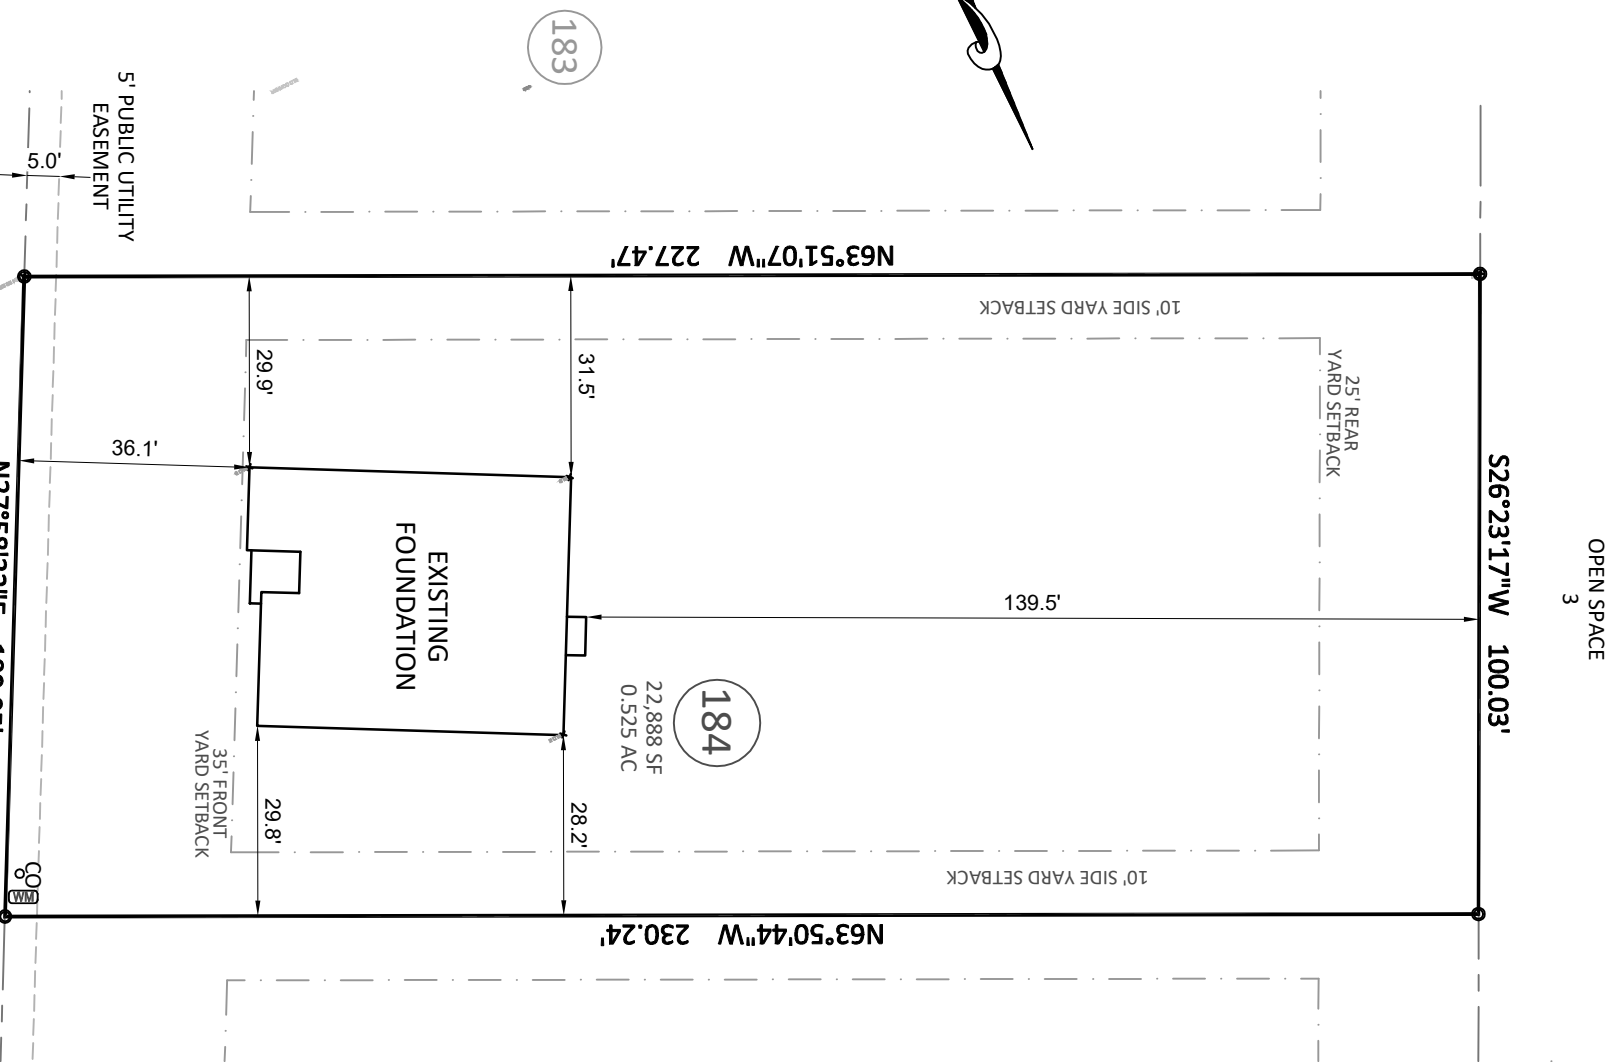 183
5' PUBLIC UTILITY
EASEMENT
5.0'
N63°51'07"W 227.47'
10' SIDE YARD SETBACK
25' REAR
YARD SETBACK
29.9'
31.5'
36.1'
EXISTING
FOUNDATION
139.5'
S26°23'17"W 100.03'
OPEN SPACE
3
184
22,888 SF
0.525 AC
35' FRONT
YARD SETBACK
29.8'
28.2'
10' SIDE YARD SETBACK
CO
WM
N63°50'44"W 230.24'